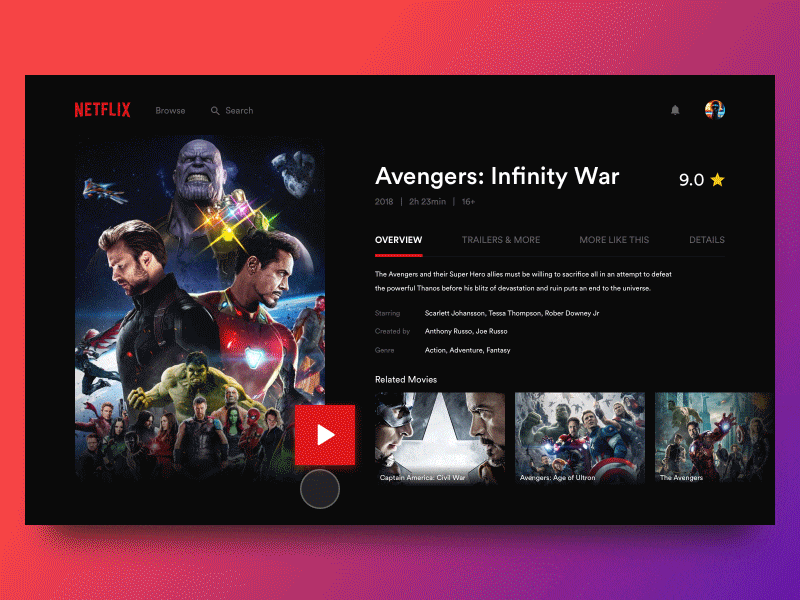 NETFLIX
Browse
Search
Avengers: Infinity War
9.0
2018 | 2h 23min | 16+
OVERVIEW
TRAILERS & MORE
MORE LIKE THIS
DETAILS
The Avengers and their Super Hero allies must be willing to sacrifice all in an attempt to defeat
the powerful Thanos before his blitz of devastation and ruin puts an end to the universe.
Starring Scarlett Johansson, Tessa Thompson, Rober Downey Jr
Created by Anthony Russo, Joe Russo
Genre Action, Adventure, Fantasy
Related Movies
Captain America: Civil War
Avengers: Age of Ultron
The Avengers